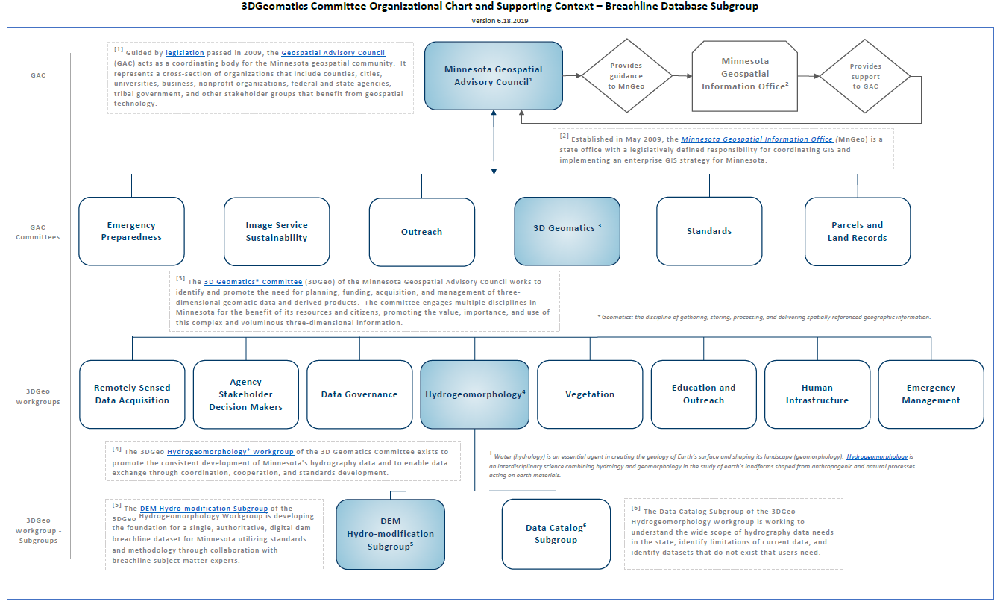 3DGeomatics Committee Organizational Chart and Supporting Context – Breachline Database Subgroup
Version 6.18.2019
GAC
[1] Guided by legislation passed in 2009, the Geospatial Advisory Council
(GAC) acts as a coordinating body for the Minnesota geospatial community. It
represents a cross-section of organizations that include counties, cities,
universities, business, nonprofit organizations, federal and state agencies,
tribal government, and other stakeholder groups that benefit from geospatial
technology.
Minnesota Geospatial
Advisory Council1
Provides
guidance
to MnGeo
Minnesota
Geospatial
Information Office2
Provides
support
to GAC
[2] Established in May 2009, the Minnesota Geospatial Information Office (MnGeo) is a
state office with a legislatively defined responsibility for coordinating GIS and
implementing an enterprise GIS strategy for Minnesota.
GAC
Committees
Emergency
Preparedness
Image Service
Sustainability
Outreach
3D Geomatics 3
Standards
Parcels and
Land Records
[3] The 3D Geomatics* Committee (3DGeo) of the Minnesota Geospatial Advisory Council works to
identify and promote the need for planning, funding, acquisition, and management of three-
dimensional geomatic data and derived products. The committee engages multiple disciplines in
Minnesota for the benefit of its resources and citizens, promoting the value, importance, and use of
this complex and voluminous three-dimensional information.
* Geomatics: the discipline of gathering, storing, processing, and delivering spatially referenced geographic information.
3DGeo
Workgroups
Remotely Sensed
Data Acquisition
Agency
Stakeholder
Decision Makers
Data Governance
Hydrogeomorphology4
Vegetation
Education and
Outreach
Human
Infrastructure
Emergency
Management
[4] The 3DGeo Hydrogeomorphology† Workgroup of the 3D Geomatics Committee exists to
promote the consistent development of Minnesota's hydrography data and to enable data
exchange through coordination, cooperation, and standards development.
‡ Water (hydrology) is an essential agent in creating the geology of Earth's surface and shaping its landscape (geomorphology). Hydrogeomorphology is
an interdisciplinary science combining hydrology and geomorphology in the study of earth's landforms shaped from anthropogenic and natural processes
acting on earth materials.
3DGeo
Workgroup -
Subgroups
[5] The DEM Hydro-modification Subgroup of the
3DGeo Hydrogeomorphology Workgroup is developing
the foundation for a single, authoritative, digital dam
breachline dataset for Minnesota utilizing standards
and methodology through collaboration with
breachline subject matter experts.
DEM
Hydro-modification
Subgroup5
Data Catalog6
Subgroup
[6] The Data Catalog Subgroup of the 3DGeo
Hydrogeomorphology Workgroup is working to
understand the wide scope of hydrography data needs
in the state, identify limitations of current data, and
identify datasets that do not exist that users need.